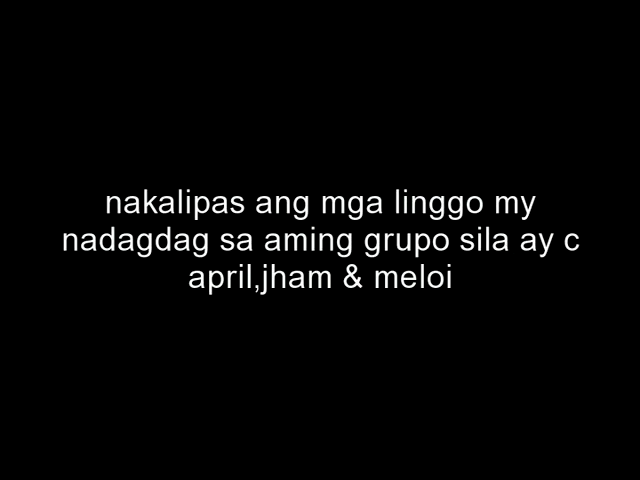 nakalipas ang mga linggo my
nadagdag sa aming grupo sila ay c
april,jham & meloi